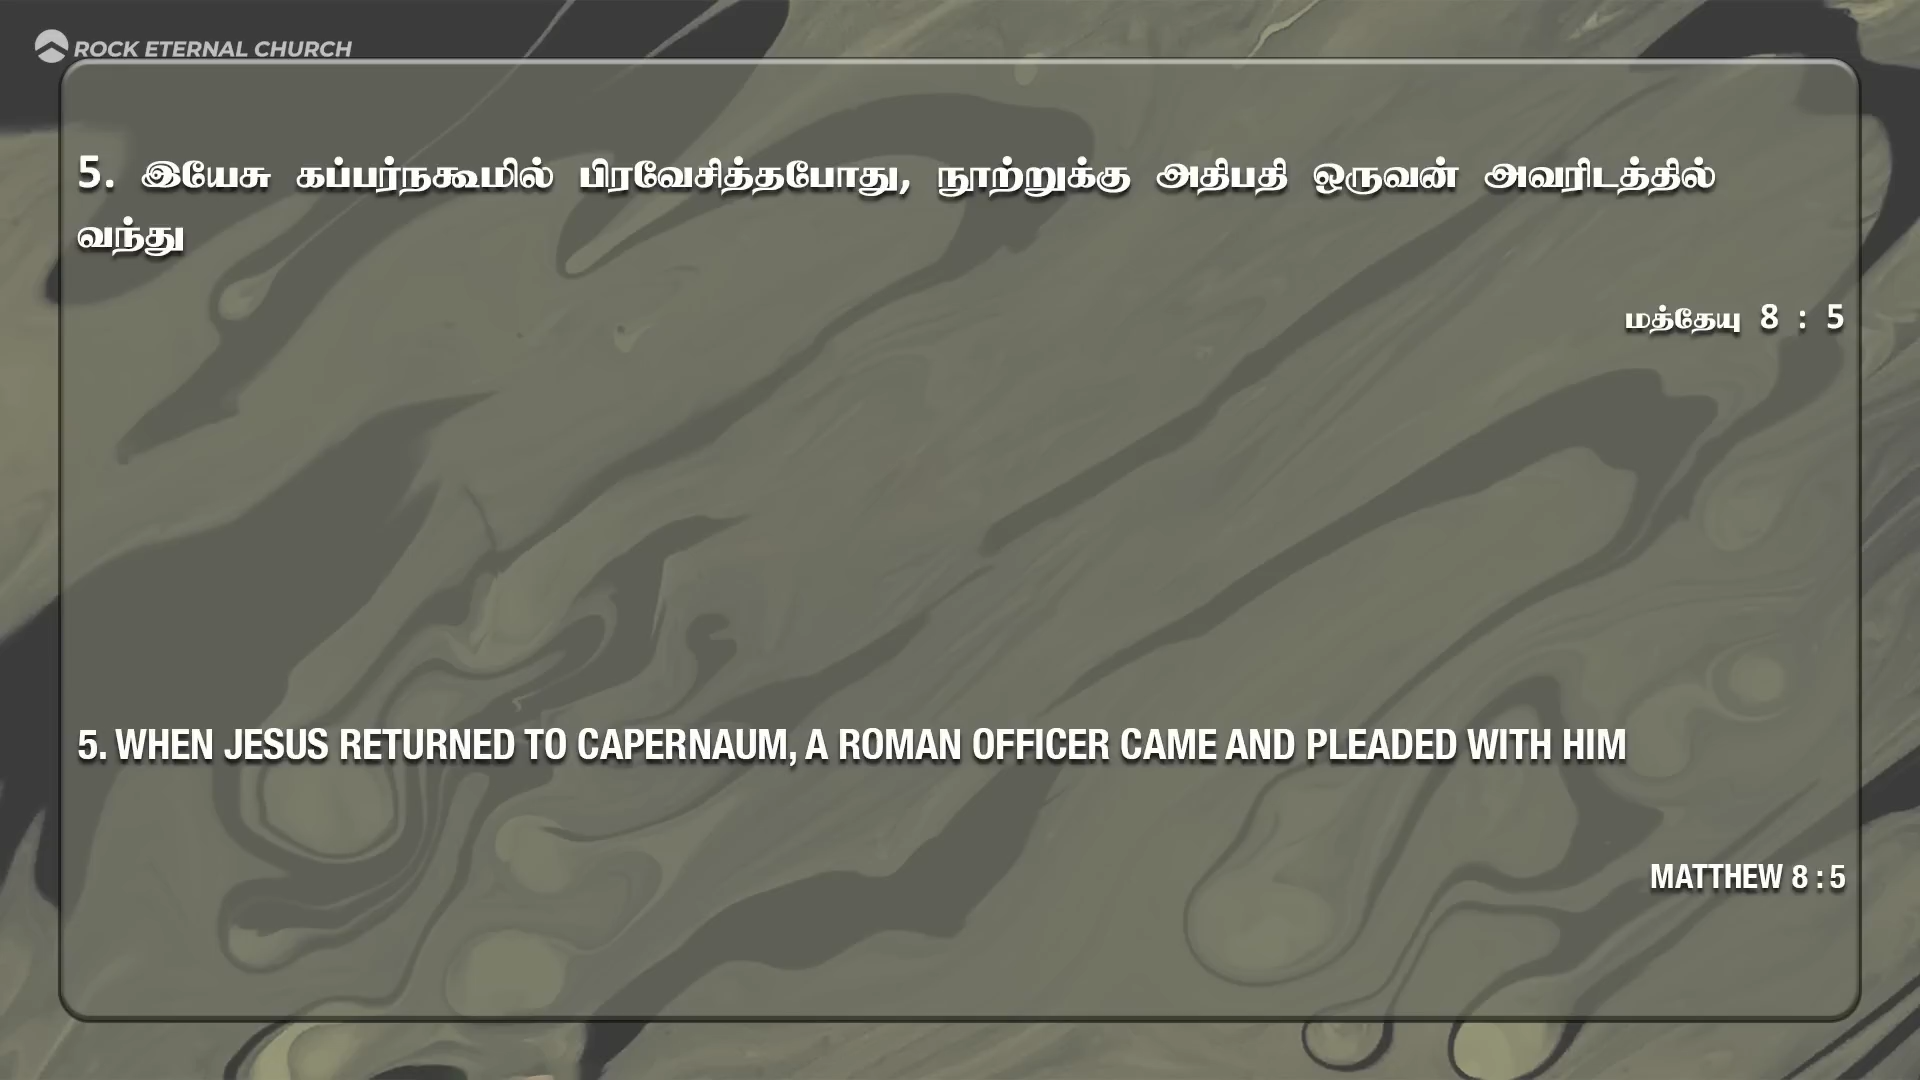 ROCK ETERNAL CHURCH
5. இயேசு கப்பர்நகூமில் பிரவேசித்தபோது, நூற்றுக்கு அதிபதி ஒருவன் அவரிடத்தில்
வந்து
மத்தேயு 8 : 5
5. WHEN JESUS RETURNED TO CAPERNAUM, A ROMAN OFFICER CAME AND PLEADED WITH HIM
MATTHEW 8 : 5